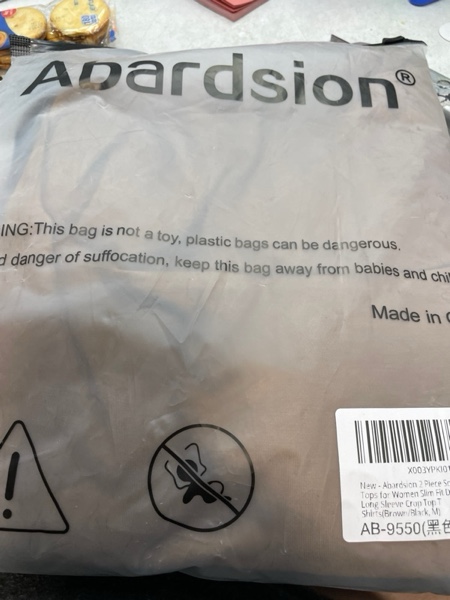 Abardsion®
ING:This bag is not a toy, plastic bags can be dangerous.
d danger of suffocation, keep this bag away from babies and chil
Made in
X003YPKI01
New - Abardsion 2 Piece
Tops for Women Slim Fit
Long Sleeve Crop Top T
Shirts(Brown/Black, M)
AB-9550(黑色